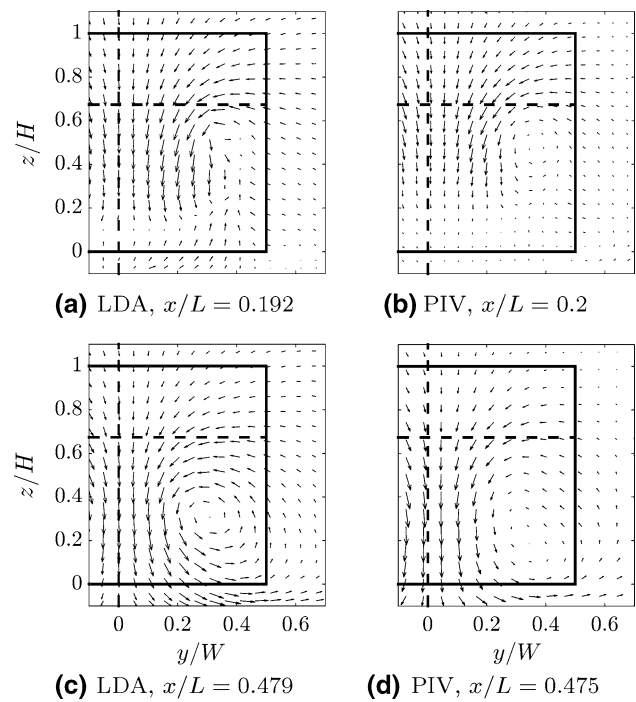 1
0.8
0.6
0.4
0.2
0
z/H
(a) LDA, x/L = 0.192
(b) PIV, x/L = 0.2
1
0.8
0.6
0.4
0.2
0
z/H
0 0.2 0.4 0.6
0 0.2 0.4 0.6
y/W
y/W
(c) LDA, x/L = 0.479
(d) PIV, x/L = 0.475